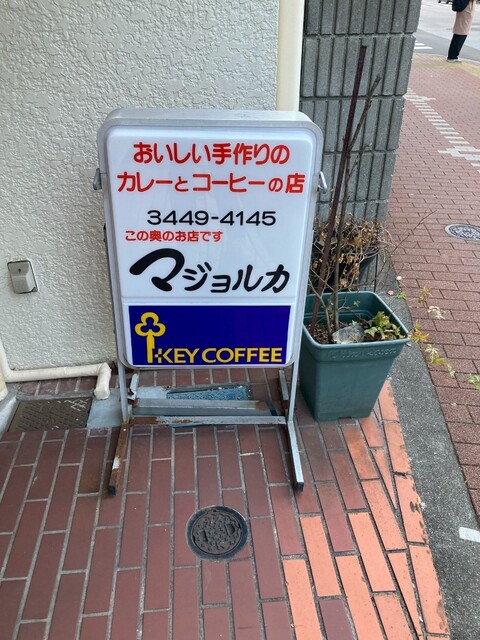 おいしい手作りの
カレーとコーヒーの店
3449-4145
この奥のお店です
マジョルカ
KEY COFFEE